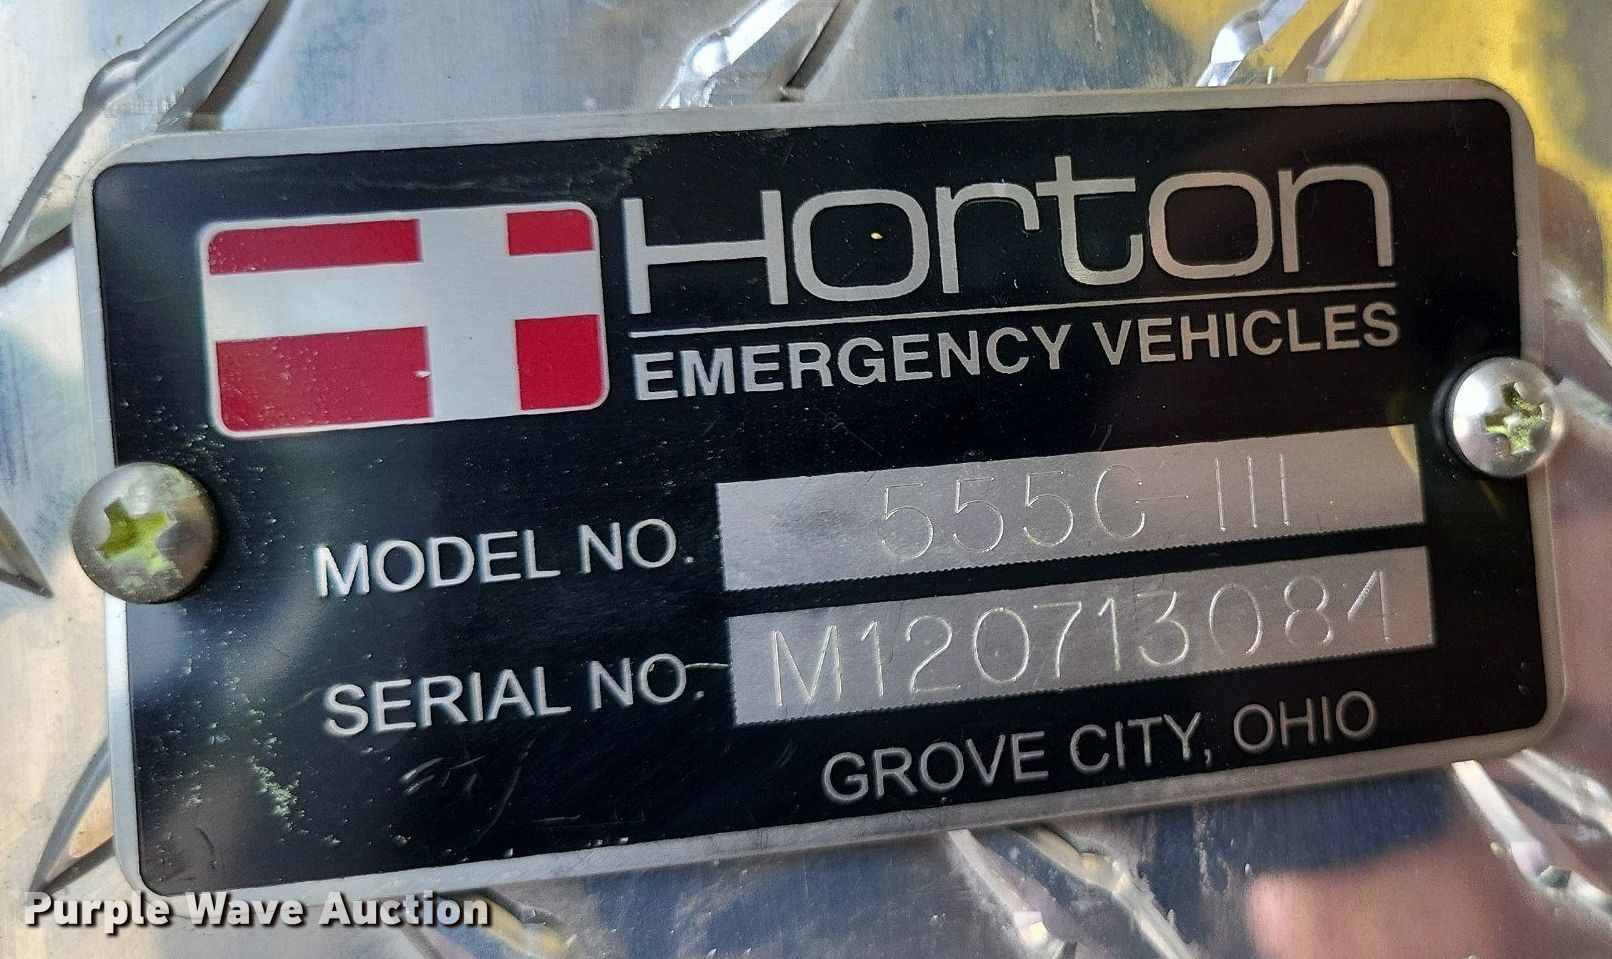 Horton
EMERGENCY VEHICLES
MODEL NO. 555C-III
SERIAL NO. M120713084
GROVE CITY, OHIO
Purple Wave Auction